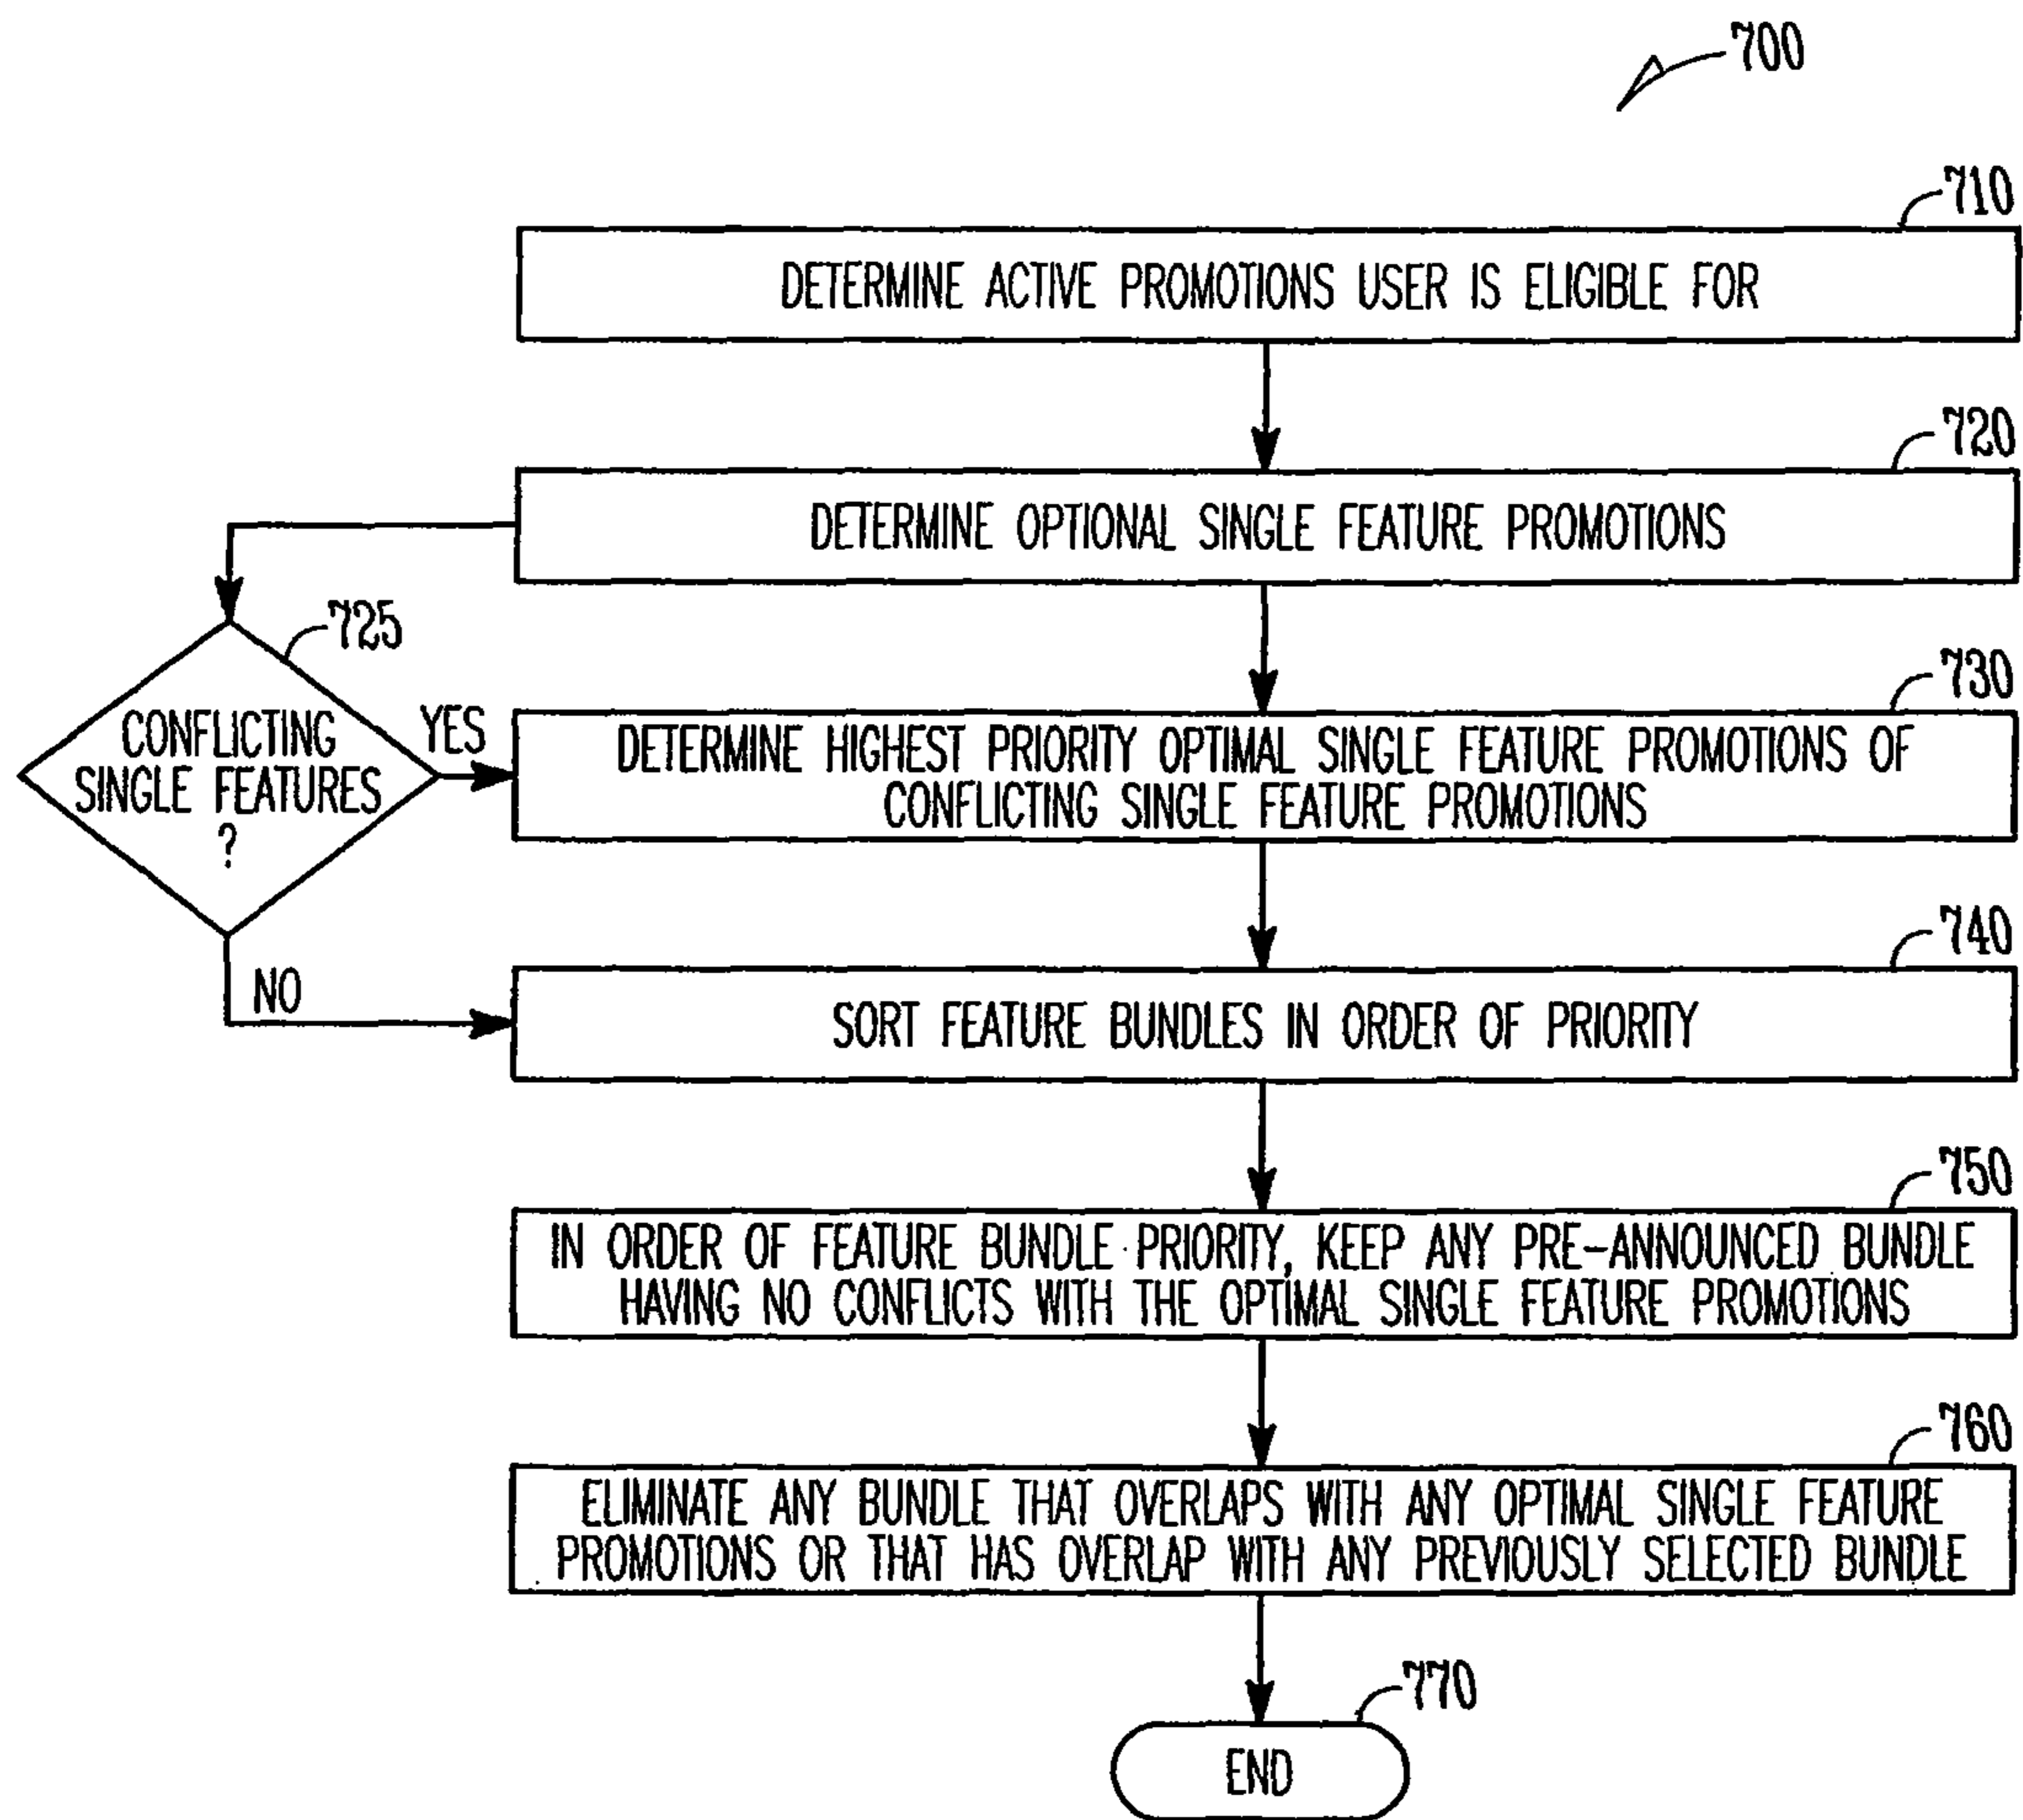 700
710
DETERMINE ACTIVE PROMOTIONS USER IS ELIGIBLE FOR
720
DETERMINE OPTIONAL SINGLE FEATURE PROMOTIONS
725
CONFLICTING
SINGLE FEATURES
?
YES
NO
730
DETERMINE HIGHEST PRIORITY OPTIMAL SINGLE FEATURE PROMOTIONS OF
CONFLICTING SINGLE FEATURE PROMOTIONS
740
SORT FEATURE BUNDLES IN ORDER OF PRIORITY
750
IN ORDER OF FEATURE BUNDLE PRIORITY, KEEP ANY PRE-ANNOUNCED BUNDLE
HAVING NO CONFLICTS WITH THE OPTIMAL SINGLE FEATURE PROMOTIONS
760
ELIMINATE ANY BUNDLE THAT OVERLAPS WITH ANY OPTIMAL SINGLE FEATURE
PROMOTIONS OR THAT HAS OVERLAP WITH ANY PREVIOUSLY SELECTED BUNDLE
770
END